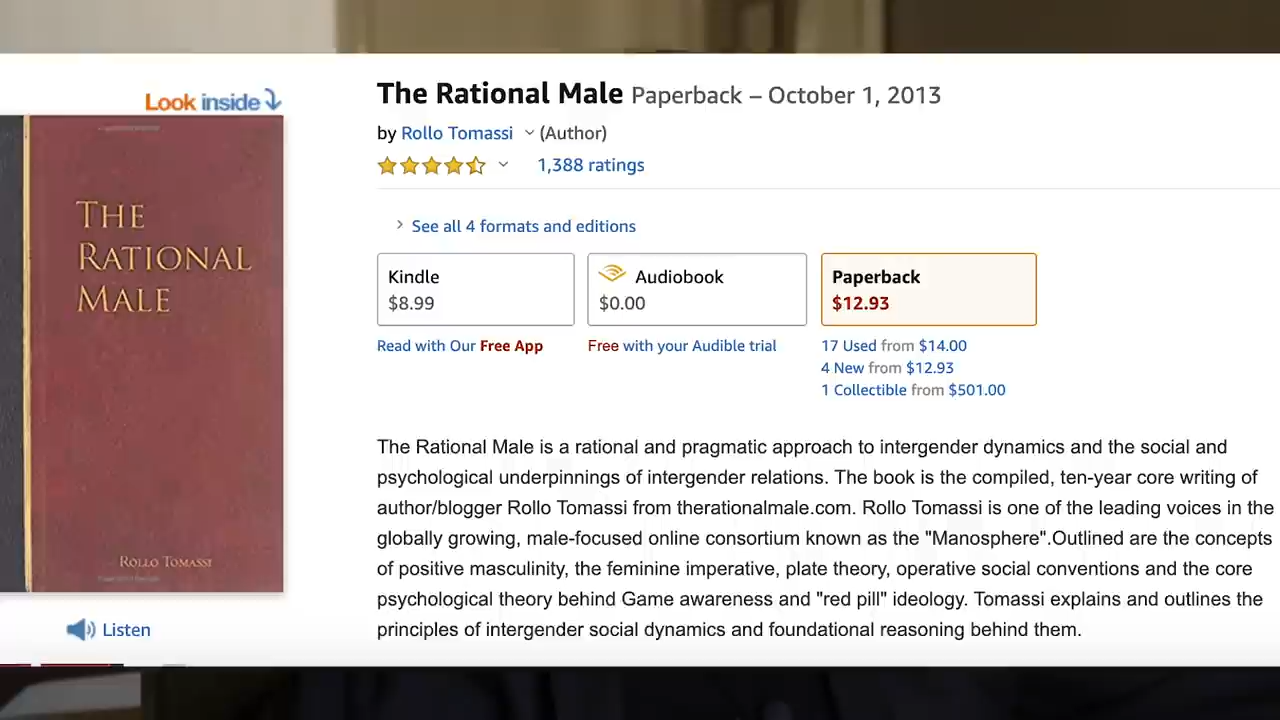 Look inside
The Rational Male Paperback – October 1, 2013
by Rollo Tomassi (Author)
1,388 ratings
See all 4 formats and editions
Kindle
$8.99
Audiobook
$0.00
Paperback
$12.93
Read with Our Free App
Free with your Audible trial
17 Used from $14.00
4 New from $12.93
1 Collectible from $501.00
THE
RATIONAL
MALE
ROLLO TOMASSI
Listen
The Rational Male is a rational and pragmatic approach to intergender dynamics and the social and
psychological underpinnings of intergender relations. The book is the compiled, ten-year core writing of
author/blogger Rollo Tomassi from therationalmale.com. Rollo Tomassi is one of the leading voices in the
globally growing, male-focused online consortium known as the "Manosphere".Outlined are the concepts
of positive masculinity, the feminine imperative, plate theory, operative social conventions and the core
psychological theory behind Game awareness and "red pill" ideology. Tomassi explains and outlines the
principles of intergender social dynamics and foundational reasoning behind them.